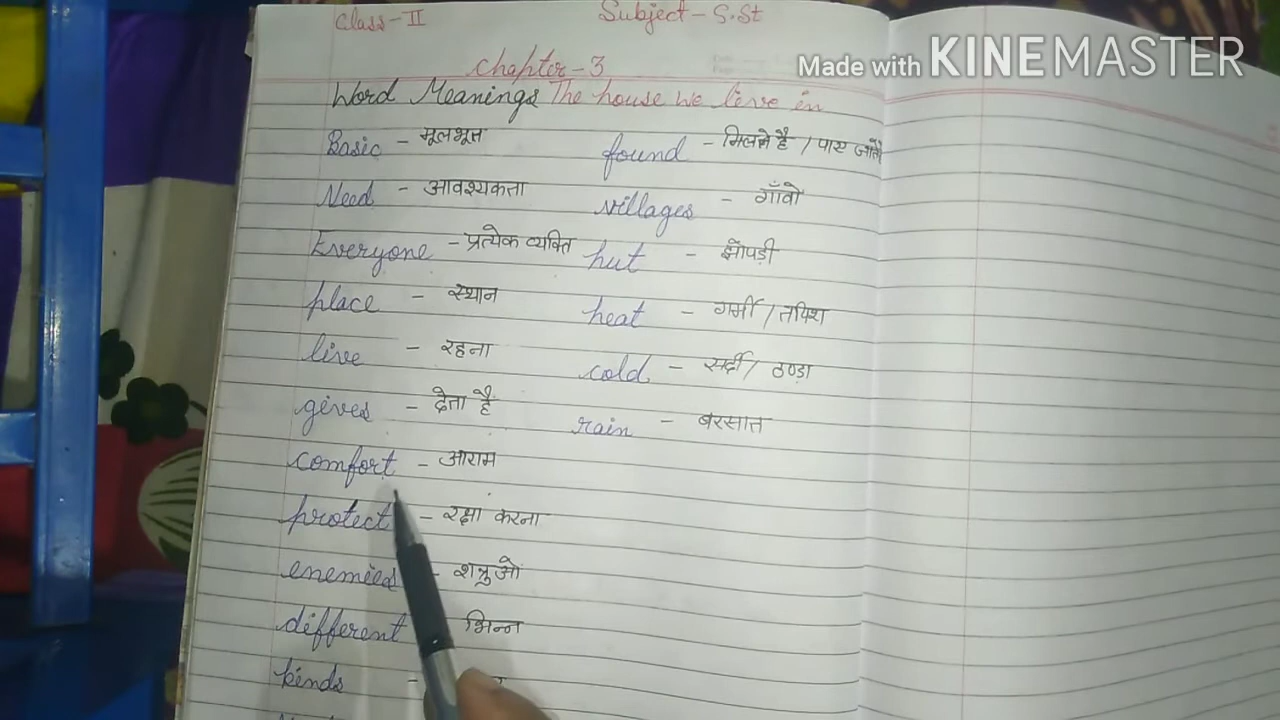 Class-II Subject-S.St
Made with KINEMASTER
Chapter-3
Word Meanings The house we live in
Basic - मूलभूत found - मिलते है / पाए जाते
Need - आवश्यकता villages - गाँवो
Everyone - प्रत्येक व्यक्ति hut - झोपड़ी
place - स्थान heat - गर्मी / तपिश
live - रहना cold - सर्दी / ठण्ड़ा
gives - देता है rain - बरसात
comfort - आराम
protect - रक्षा करना
enemies - शत्रुओ
different भिन्न
kinds -